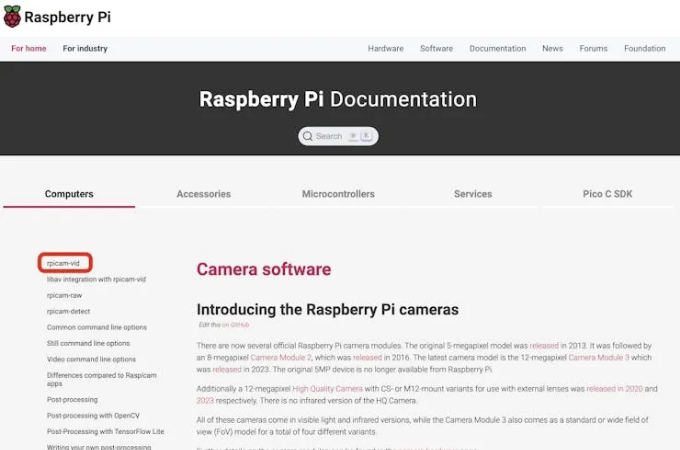 Raspberry Pi
For home
For industry
Hardware
Software
Documentation
News
Forums
Foundation
Raspberry Pi Documentation
Search
⌘ K
Computers
Accessories
Microcontrollers
Services
Pico C SDK
rpicam-vid
libav integration with rpicam-vid
rpicam-raw
rpicam-detect
Common command line options
Still command line options
Video command line options
Differences compared to Raspicam
apps
Post-processing
Post-processing with OpenCV
Post-Processing with TensorFlow Lite
Writing your own post-processing
Camera software
Introducing the Raspberry Pi cameras
Edit this on GitHub
There are now several official Raspberry Pi camera modules. The original 5-megapixel model was released in 2013. It was followed by
an 8-megapixel Camera Module 2, which was released in 2016. The latest camera model is the 12-megapixel Camera Module 3 which
was released in 2023. The original 5MP device is no longer available from Raspberry Pi.
Additionally a 12-megapixel High Quality Camera with CS- or M12-mount variants for use with external lenses was released in 2020 and
2023 respectively. There is no infrared version of the HQ Camera.
All of these cameras come in visible light and infrared versions, while the Camera Module 3 also comes as a standard or wide field of
view (FoV) model for a total of four different variants.